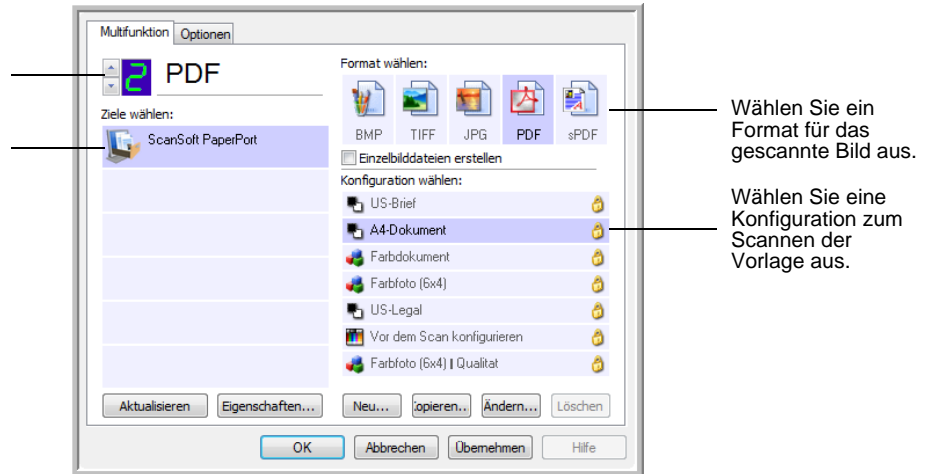 Multifunktion Optionen
2 PDF
Ziele wählen:
ScanSoft PaperPort
Format wählen:
BMP TIFF JPG PDF sPDF
Einzelbilddateien erstellen
Konfiguration wählen:
US-Brief
A4-Dokument
Farbdokument
Farbfoto (6x4)
US-Legal
Vor dem Scan konfigurieren
Farbfoto (6x4) | Qualitat
Aktualisieren Eigenschaften... Neu... opieren.. Ändern... Löschen
OK Abbrechen Übernehmen Hilfe
Wählen Sie ein
Format für das
gescannte Bild aus.
Wählen Sie eine
Konfiguration zum
Scannen der
Vorlage aus.